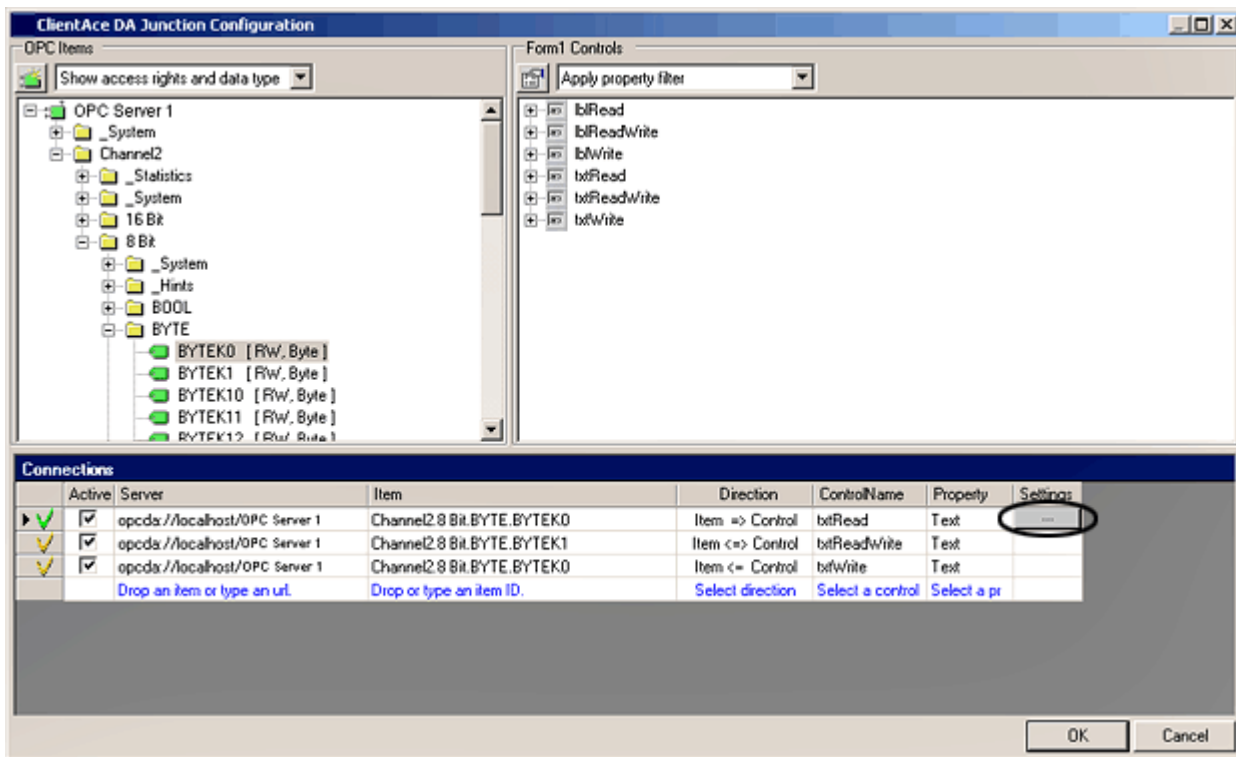 ClientAce DA Junction Configuration
OPC Items
Form1 Controls
Show access rights and data type
Apply property filter
OPC Server 1
_System
Channel2
_Statistics
_System
16 Bit
8 Bit
_System
_Hints
BOOL
BYTE
BYTEK0 [ RW, Byte ]
BYTEK1 [ RW, Byte ]
BYTEK10 [ RW, Byte ]
BYTEK11 [ RW, Byte ]
BYTEK12 [ RW, Byte ]
lblRead
lblReadWrite
lblWrite
txtRead
txtReadWrite
txtWrite
Connections
Active Server Item Direction ControlName Property Settings
opcda://localhost/OPC Server 1 Channel2.8 Bit.BYTE.BYTEK0 Item => Control txtRead Text ...
opcda://localhost/OPC Server 1 Channel2.8 Bit.BYTE.BYTEK1 Item <=> Control txtReadWrite Text
opcda://localhost/OPC Server 1 Channel2.8 Bit.BYTE.BYTEK0 Item <= Control txtWrite Text
Drop an item or type an url. Drop or type an item ID. Select direction Select a control Select a pr
OK Cancel